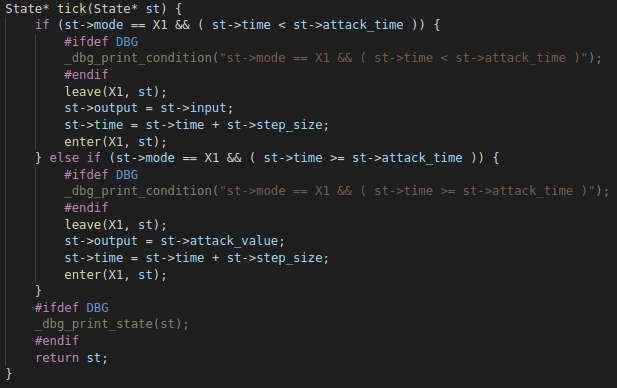 State* tick(State* st) {
    if (st->mode == X1 && ( st->time < st->attack_time )) {
        #ifdef DBG
        _dbg_print_condition("st->mode == X1 && ( st->time < st->attack_time )");
        #endif
        leave(X1, st);
        st->output = st->input;
        st->time = st->time + st->step_size;
        enter(X1, st);
    } else if (st->mode == X1 && ( st->time >= st->attack_time )) {
        #ifdef DBG
        _dbg_print_condition("st->mode == X1 && ( st->time >= st->attack_time )");
        #endif
        leave(X1, st);
        st->output = st->attack_value;
        st->time = st->time + st->step_size;
        enter(X1, st);
    }
    #ifdef DBG
    _dbg_print_state(st);
    #endif
    return st;
}